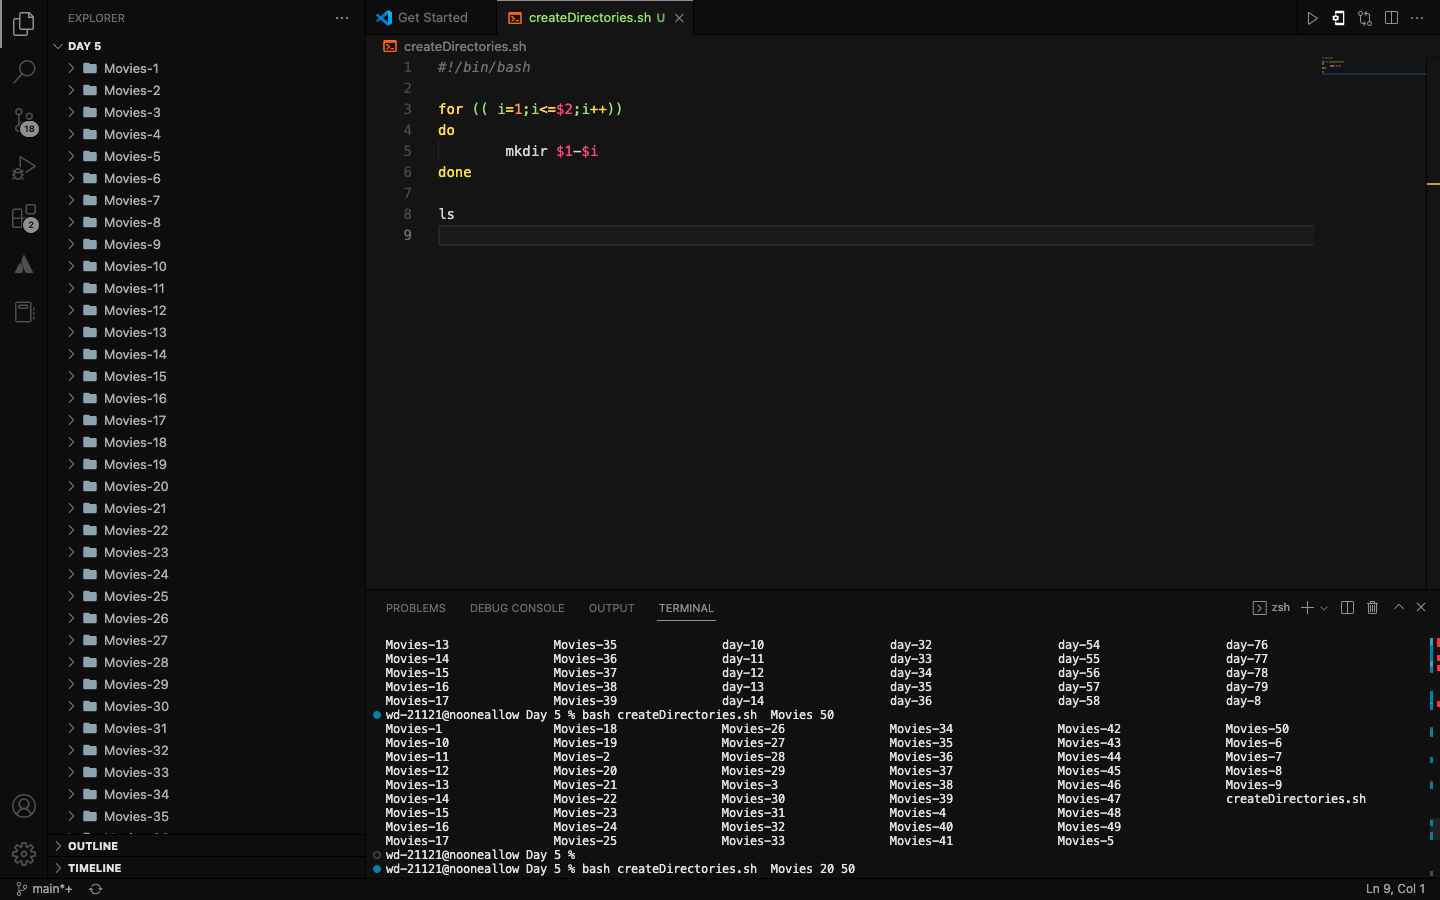 EXPLORER
DAY 5
Movies-1
Movies-2
Movies-3
Movies-4
Movies-5
Movies-6
Movies-7
Movies-8
Movies-9
Movies-10
Movies-11
Movies-12
Movies-13
Movies-14
Movies-15
Movies-16
Movies-17
Movies-18
Movies-19
Movies-20
Movies-21
Movies-22
Movies-23
Movies-24
Movies-25
Movies-26
Movies-27
Movies-28
Movies-29
Movies-30
Movies-31
Movies-32
Movies-33
Movies-34
Movies-35
OUTLINE
TIMELINE
18
2
Get Started
createDirectories.sh U
createDirectories.sh
1 #!/bin/bash
2
3 for (( i=1;i<=$2;i++))
4 do
5 mkdir $1-$i
6 done
7
8 ls
9
PROBLEMS DEBUG CONSOLE OUTPUT TERMINAL zsh
Movies-13 Movies-35 day-10 day-32 day-54 day-76
Movies-14 Movies-36 day-11 day-33 day-55 day-77
Movies-15 Movies-37 day-12 day-34 day-56 day-78
Movies-16 Movies-38 day-13 day-35 day-57 day-79
Movies-17 Movies-39 day-14 day-36 day-58 day-8
wd-21121@nooneallow Day 5 % bash createDirectories.sh  Movies 50
Movies-1 Movies-18 Movies-26 Movies-34 Movies-42 Movies-50
Movies-10 Movies-19 Movies-27 Movies-35 Movies-43 Movies-6
Movies-11 Movies-2 Movies-28 Movies-36 Movies-44 Movies-7
Movies-12 Movies-20 Movies-29 Movies-37 Movies-45 Movies-8
Movies-13 Movies-21 Movies-3 Movies-38 Movies-46 Movies-9
Movies-14 Movies-22 Movies-30 Movies-39 Movies-47 createDirectories.sh
Movies-15 Movies-23 Movies-31 Movies-4 Movies-48
Movies-16 Movies-24 Movies-32 Movies-40 Movies-49
Movies-17 Movies-25 Movies-33 Movies-41 Movies-5
wd-21121@nooneallow Day 5 %
wd-21121@nooneallow Day 5 % bash createDirectories.sh  Movies 20 50
main*+
Ln 9, Col 1